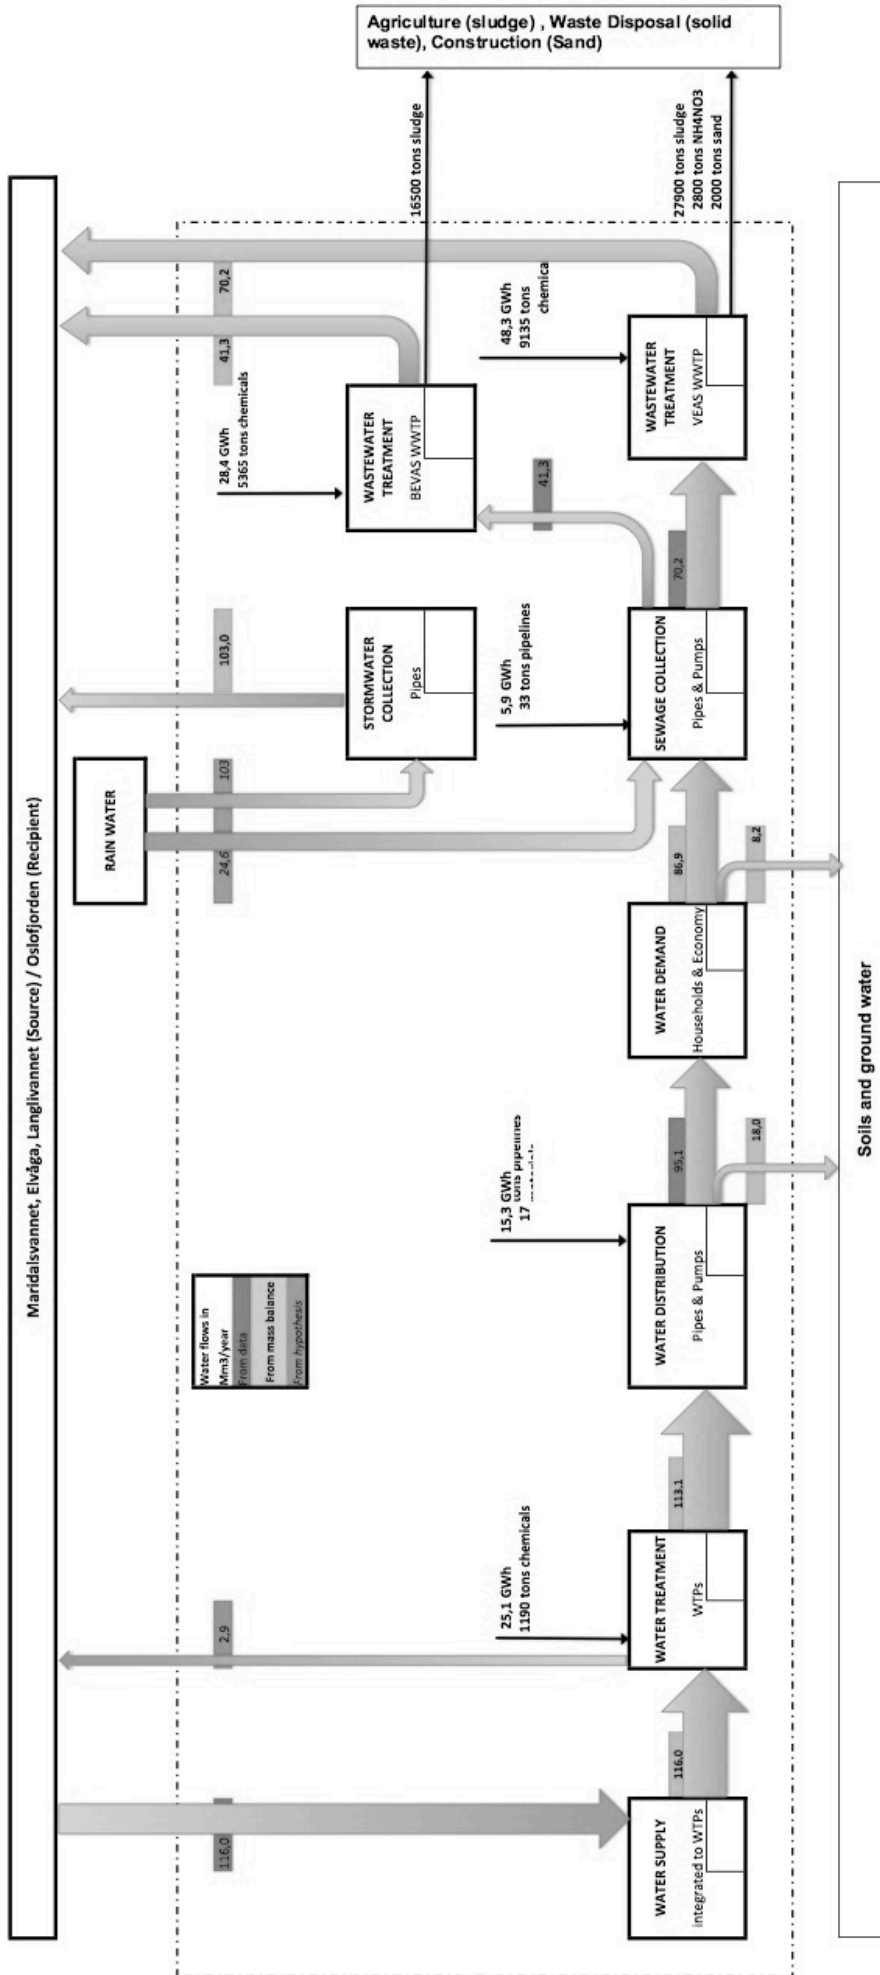 Agriculture (sludge) , Waste Disposal (solid
waste), Construction (Sand)
Maridalsvannet, Elvåga, Langlivannet (Source) / Oslofjorden (Recipient)
16500 tons sludge
27900 tons sludge
2800 tons NH4NO3
2000 tons sand
70,2
41,3
28,4 GWh
5365 tons chemicals
48,3 GWh
9135 tons
chemica
WASTEWATER
TREATMENT
BEVAS WWTP
WASTEWATER
TREATMENT
VEAS WWTP
41,3
70,2
103,0
STORMWATER
COLLECTION
Pipes
5,9 GWh
33 tons pipelines
SEWAGE COLLECTION
Pipes & Pumps
RAIN WATER
103
24,6
86,9
8,2
WATER DEMAND
Households & Economy
95,1
18,0
15,3 GWh
tons pipelines
17
WATER DISTRIBUTION
Pipes & Pumps
Water flows in
Mm3/year
From data
From mass balance
From hypothesis
113,1
25,1 GWh
1190 tons chemicals
WATER TREATMENT
WTPs
2,9
116,0
116,0
WATER SUPPLY
integrated to WTPs
Soils and ground water